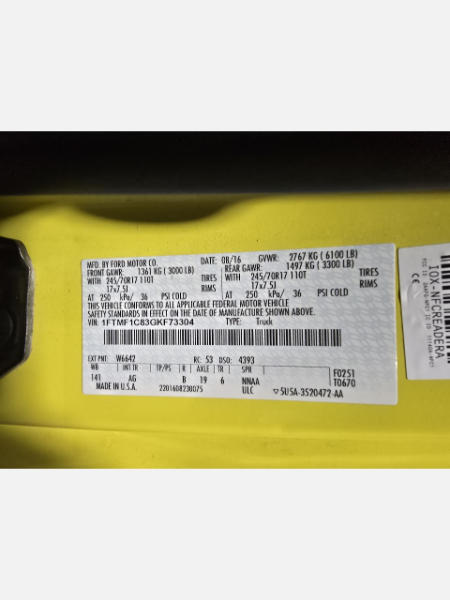 MFD. BY FORD MOTOR CO.
DATE: 08/16 GVWR: 2767 KG ( 6100 LB)
FRONT GAWR: 1361 KG ( 3000 LB) REAR GAWR: 1497 KG ( 3300 LB)
WITH 245/70R17 110T TIRES WITH 245/70R17 110T TIRES
17x7.5J RIMS 17x7.5J RIMS
AT 250 kPa/ 36 PSI COLD AT 250 kPa/ 36 PSI COLD
THIS VEHICLE CONFORMS TO ALL APPLICABLE FEDERAL MOTOR VEHICLE
SAFETY STANDARDS IN EFFECT ON THE DATE OF MANUFACTURE SHOWN ABOVE.
VIN: 1FTMF1C83GKF73304 TYPE: Truck
EXT PNT: W6642 RC: 53 DSO: 4393
WB INT TR TP/PS R AXLE TR SPR F0251
141 AG B 19 6 NNAA T0670
MADE IN U.S.A. 2201608238075 ULC 5U5A-3520472-AA
10X-NFCREADERA